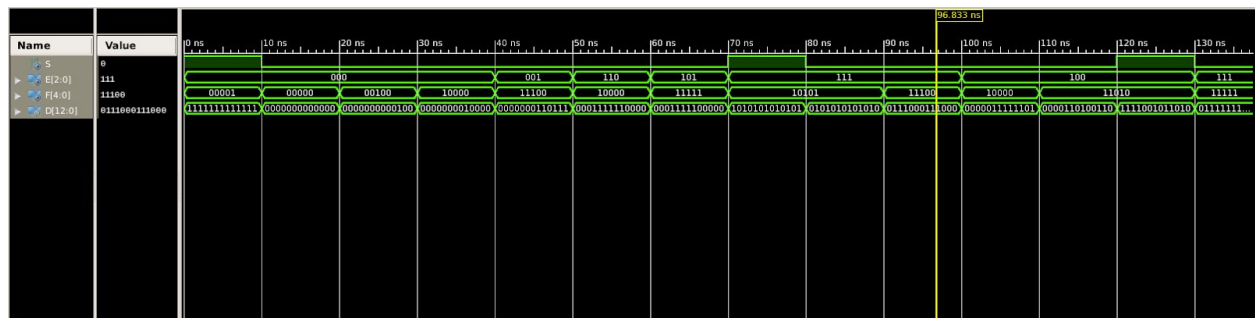 96.833 ns
Name Value 0 ns 10 ns 20 ns 30 ns 40 ns 50 ns 60 ns 70 ns 80 ns 90 ns 100 ns 110 ns 120 ns 130 ns
S 0
E[2:0] 111 000 001 110 101 111 100 111
F[4:0] 11100 00001 00000 00100 10000 11100 10000 11111 10101 11100 10000 11010 11111
D[12:0] 0111000111000 1111111111111 0000000000000 0000000000100 0000000010000 0000000110111 0001111110000 0001111100000 1010101010101 0101010101010 0111000111000 0000011111101 0000110100110 1111001011010 01111111...